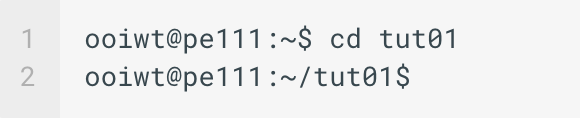 1 ooiwt@pe111:~$ cd tut01
2 ooiwt@pe111:~/tut01$